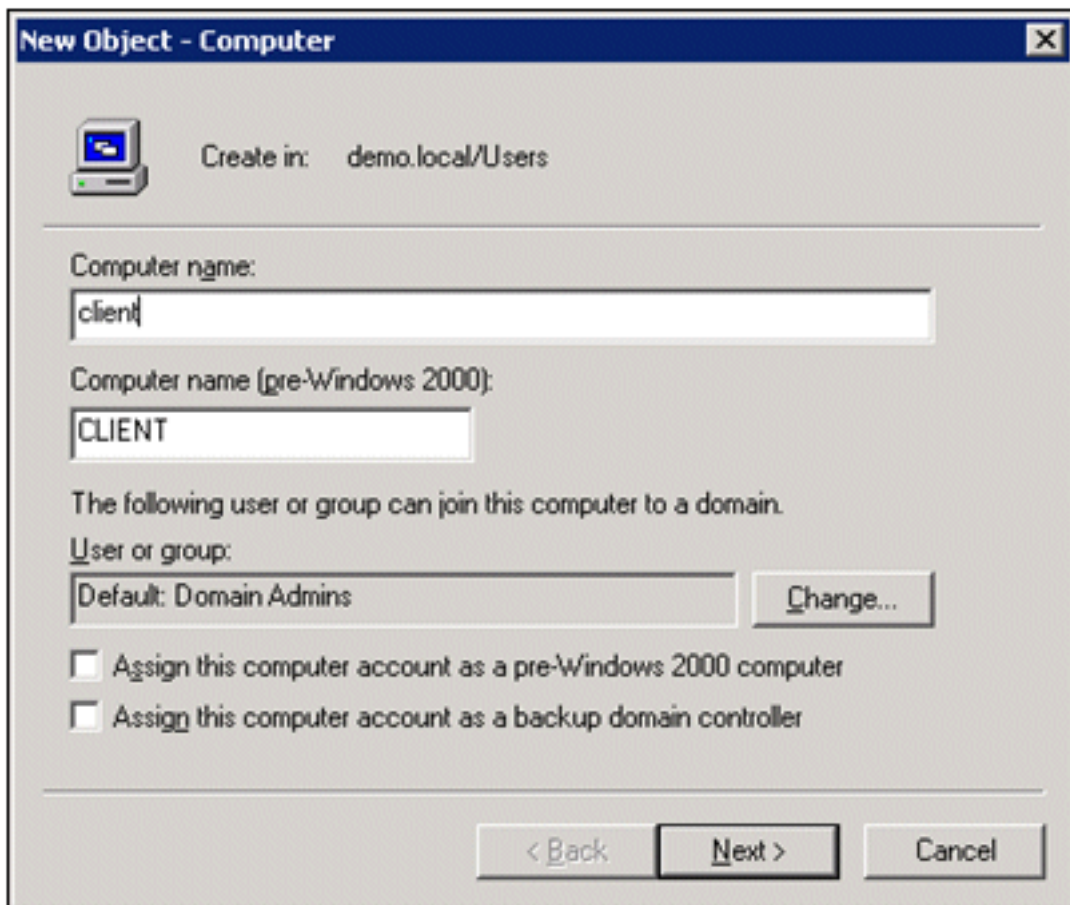 New Object - Computer
Create in: demo.local/Users
Computer name:
client
Computer name (pre-Windows 2000):
CLIENT
The following user or group can join this computer to a domain.
User or group:
Default: Domain Admins
Change...
Assign this computer account as a pre-Windows 2000 computer
Assign this computer account as a backup domain controller
< Back Next > Cancel